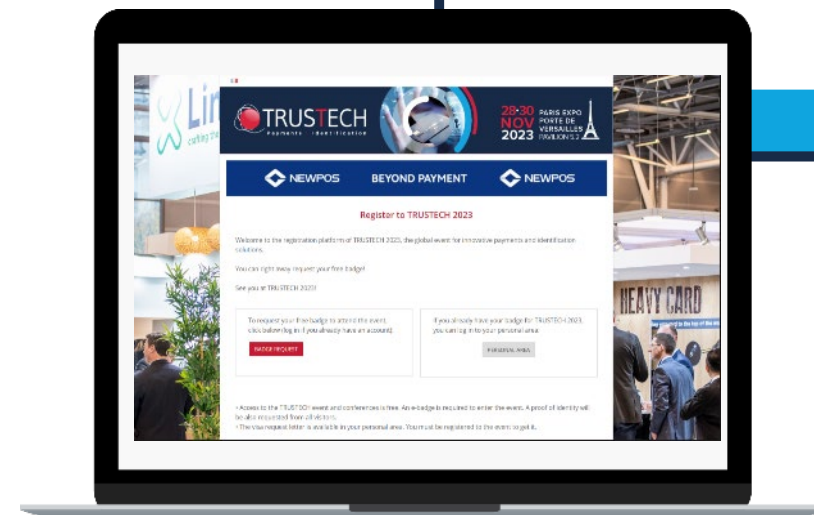 Lin
crafting the
TRUSTECH
Payments Identification
28-30
NOV
2023
PARIS EXPO
PORTE DE
VERSAILLES
PAVILION 5.2
NEWPOS
BEYOND PAYMENT
NEWPOS
Register to TRUSTECH 2023
Welcome to the registration platform of TRUSTECH 2023, the global event for innovative payments and identification
solutions.
You can right away request your free badge!
See you at TRUSTECH 2023!
To request your free badge to attend the event,
click below (log in if you already have an account).
BADGE REQUEST
If you already have your badge for TRUSTECH 2023,
you can log in to your personal area
PERSONAL AREA
HEAVY CARD
• Access to the TRUSTECH event and conferences is free. An e-badge is required to enter the event. A proof of identity will
be also requested from all visitors.
• The visa request letter is available in your personal area. You must be registered to the event to get it.